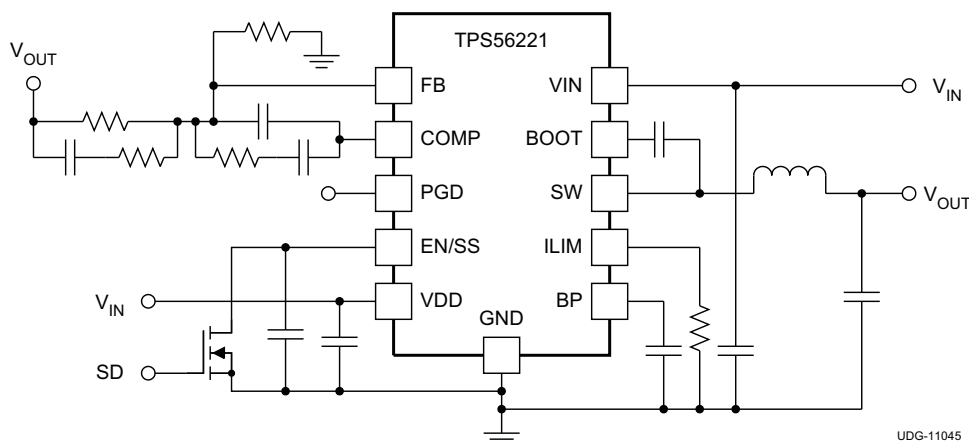 TPS56221
V_OUT
FB
VIN
V_IN
COMP
BOOT
PGD
SW
V_OUT
EN/SS
ILIM
V_IN
VDD
BP
GND
SD
UDG-11045